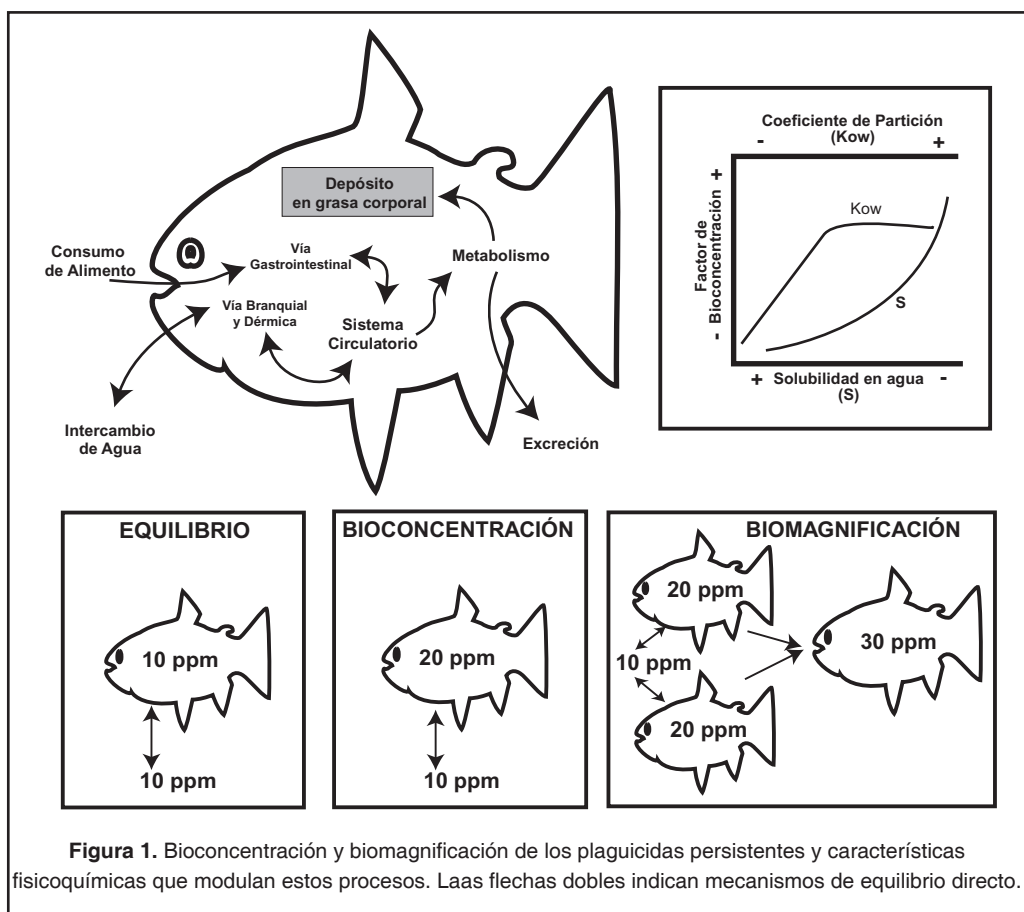 Depósito
en grasa corporal
Consumo
de Alimento
Vía
Gastrointestinal
Metabolismo
Vía Branquial
y Dérmica
Sistema
Circulatorio
Intercambio
de Agua
Excreción
Coeficiente de Partición
(Kow)
- +
- Factor de Bioconcentración +
Kow
S
+ Solubilidad en agua -
(S)
EQUILIBRIO
10 ppm
10 ppm
BIOCONCENTRACIÓN
20 ppm
10 ppm
BIOMAGNIFICACIÓN
20 ppm
10 ppm
20 ppm
30 ppm
Figura 1. Bioconcentración y biomagnificación de los plaguicidas persistentes y características
fisicoquímicas que modulan estos procesos. Laas flechas dobles indican mecanismos de equilibrio directo.